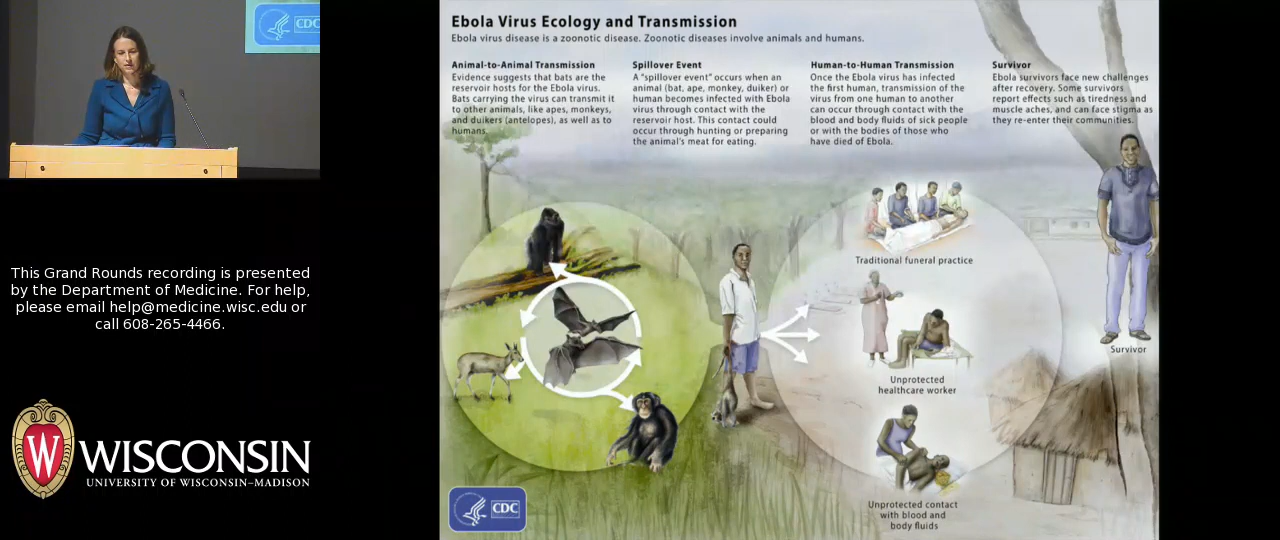 CDC
This Grand Rounds recording is presented
by the Department of Medicine. For help,
please email help@medicine.wisc.edu or
call 608-265-4466.
W
WISCONSIN
UNIVERSITY OF WISCONSIN–MADISON
Ebola Virus Ecology and Transmission
Ebola virus disease is a zoonotic disease. Zoonotic diseases involve animals and humans.
Animal-to-Animal Transmission
Evidence suggests that bats are the
reservoir hosts for the Ebola virus.
Bats carrying the virus can transmit it
to other animals, like apes, monkeys,
and duikers (antelopes), as well as to
humans.
Spillover Event
A "spillover event" occurs when an
animal (bat, ape, monkey, duiker) or
human becomes infected with Ebola
virus through contact with the
reservoir host. This contact could
occur through hunting or preparing
the animal's meat for eating.
Human-to-Human Transmission
Once the Ebola virus has infected
the first human, transmission of the
virus from one human to another
can occur through contact with the
blood and body fluids of sick people
or with the bodies of those who
have died of Ebola.
Survivor
Ebola survivors face new challenges
after recovery. Some survivors
report effects such as tiredness and
muscle aches, and can face stigma as
they re-enter their communities.
Traditional funeral practice
Unprotected
healthcare worker
Unprotected contact
with blood and
body fluids
Survivor
CDC